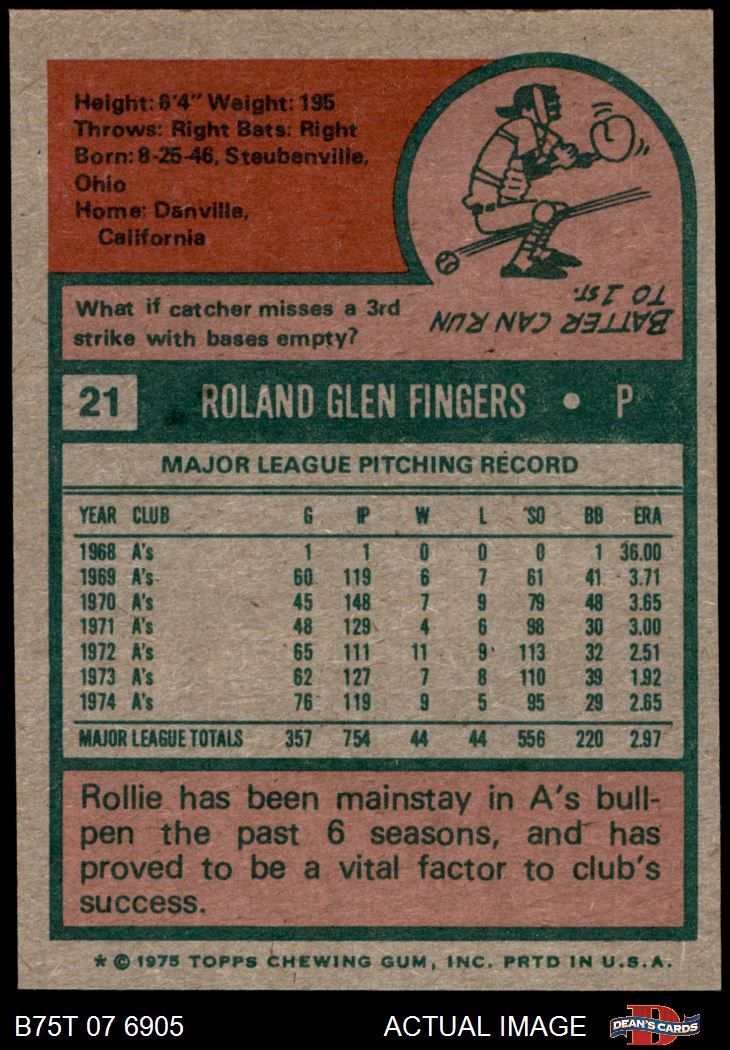 Height: 6'4" Weight: 195
Throws: Right Bats: Right
Born: 8-25-46, Steubenville,
Ohio
Home: Danville,
California
What if catcher misses a 3rd
strike with bases empty?
BATTER CAN RUN
TO 1ST.
21 ROLAND GLEN FINGERS • P
MAJOR LEAGUE PITCHING RECORD
YEAR CLUB G IP W L SO BB ERA
1968 A's 1 1 0 0 0 1 36.00
1969 A's 60 119 6 7 61 41 3.71
1970 A's 45 148 7 9 79 48 3.65
1971 A's 48 129 4 6 98 30 3.00
1972 A's 65 111 11 9 113 32 2.51
1973 A's 62 127 7 8 110 39 1.92
1974 A's 76 119 9 5 95 29 2.65
MAJOR LEAGUE TOTALS 357 754 44 44 556 220 2.97
Rollie has been mainstay in A's bull-
pen the past 6 seasons, and has
proved to be a vital factor to club's
success.
* © 1975 TOPPS CHEWING GUM, INC. PRTD IN U.S.A.
B75T 07 6905 ACTUAL IMAGE D DEAN'S CARDS